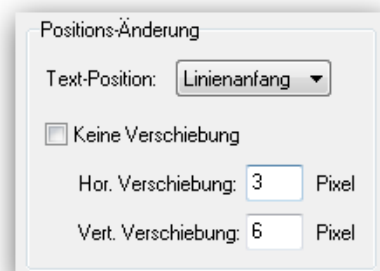 Positions-Änderung
Text-Position: Linienanfang
Keine Verschiebung
Hor. Verschiebung: 3 Pixel
Vert. Verschiebung: 6 Pixel